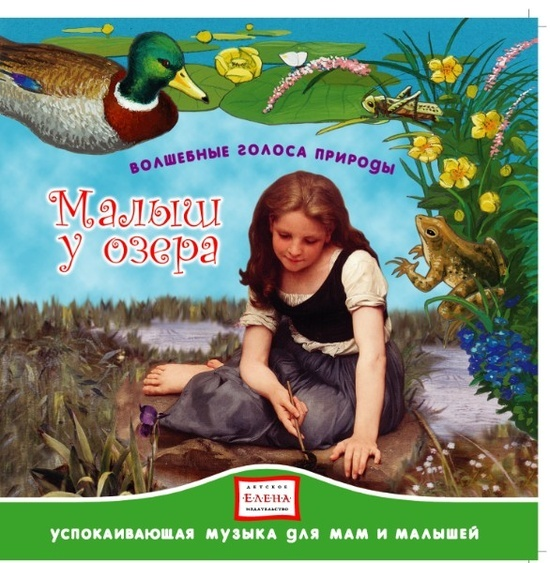 ВОЛШЕБНЫЕ ГОЛОСА ПРИРОДЫ
Малыш
у озера
ДЕТСКОЕ
ЕЛЕНА
ИЗДАТЕЛЬСТВО
УСПОКАИВАЮЩАЯ МУЗЫКА ДЛЯ МАМ И МАЛЫШЕЙ